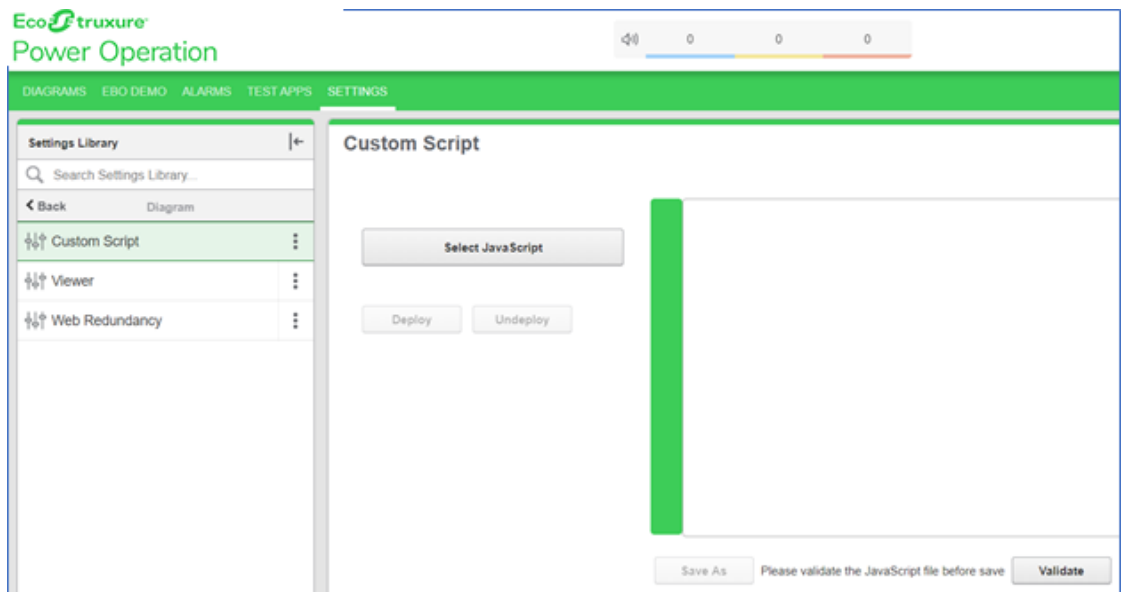 EcoStruxure
Power Operation
0 0 0
DIAGRAMS EBO DEMO ALARMS TEST APPS SETTINGS
Settings Library
Search Settings Library...
Back Diagram
Custom Script
Viewer
Web Redundancy
Custom Script
Select JavaScript
Deploy Undeploy
Save As Please validate the JavaScript file before save Validate